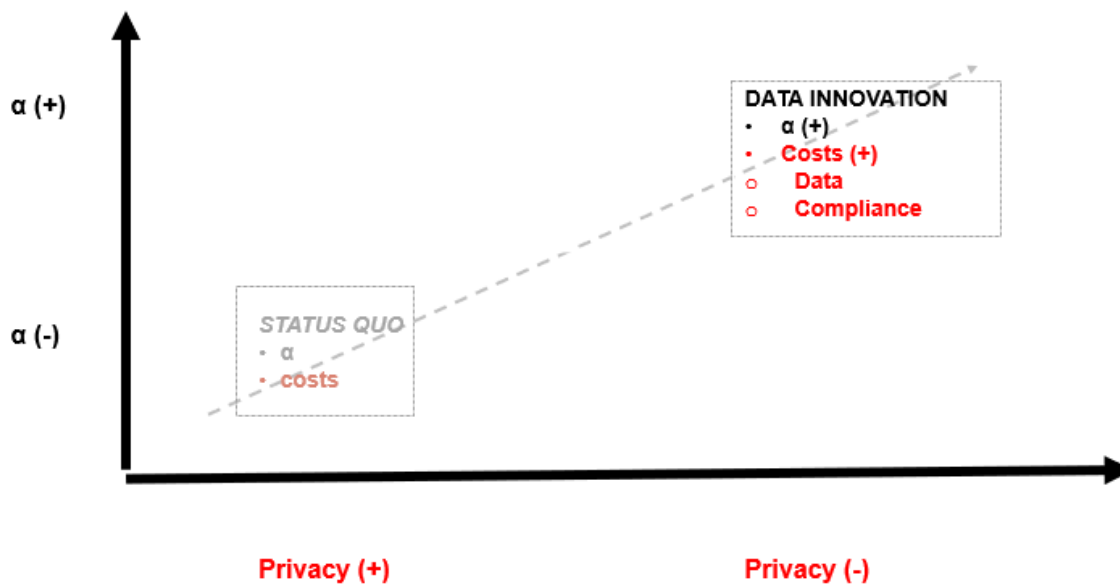 α (+)
DATA INNOVATION
• α (+)
• Costs (+)
o Data
o Compliance
α (-)
STATUS QUO
• α
• costs
Privacy (+)
Privacy (-)